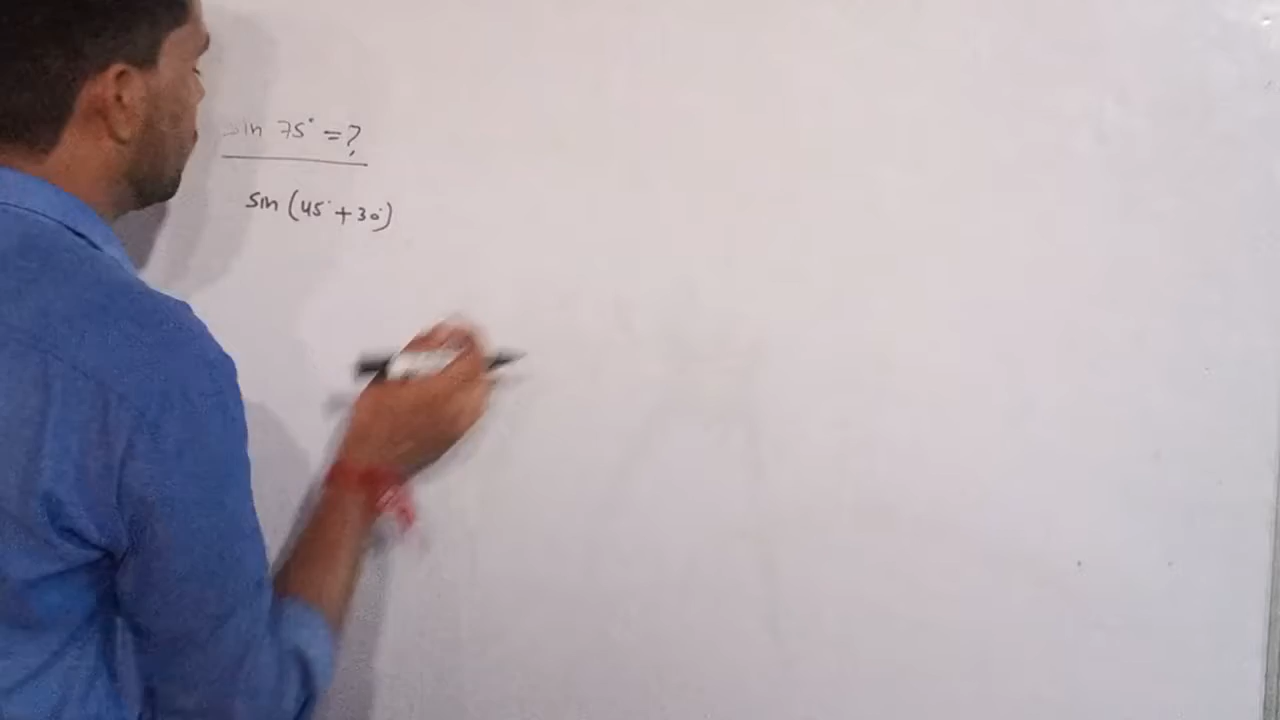 sin 75° = ?
sin (45° + 30°)